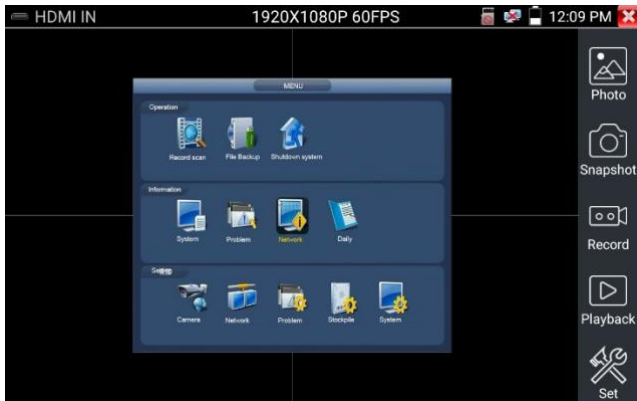 HDMI IN 1920X1080P 60FPS 12:09 PM
MENU
Operation
Record scan File Backup Shutdown system
Information
System Problem Network Daily
Camera Network Problem Stockpile System
Photo
Snapshot
Record
Playback
Set